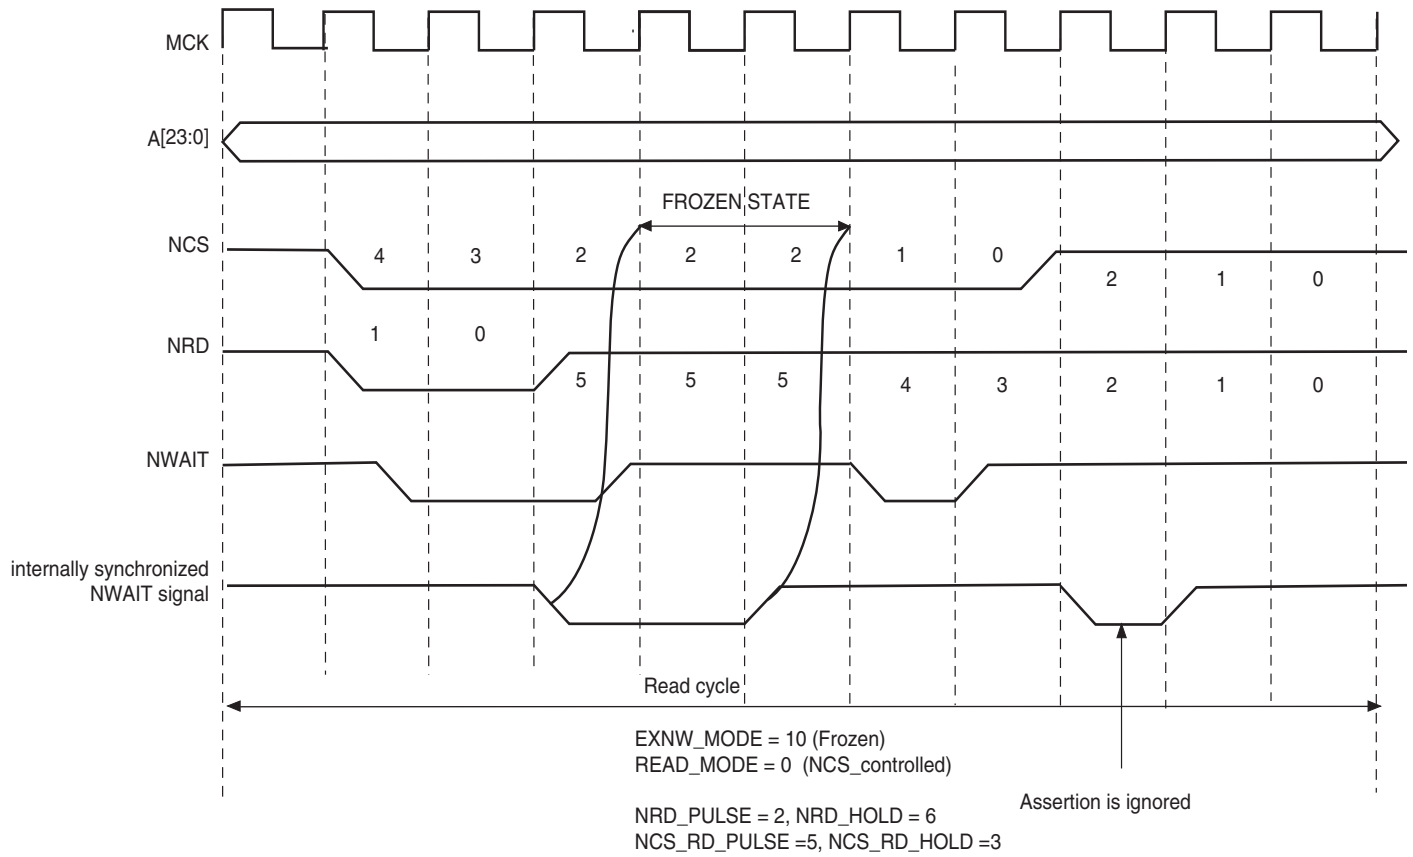 MCK
A[23:0]
FROZEN STATE
NCS
4 3 2 2 2 1 0
2 1 0
1 0
NRD
5 5 5 4 3 2 1 0
NWAIT
internally synchronized
NWAIT signal
Read cycle
EXNW_MODE = 10 (Frozen)
READ_MODE = 0 (NCS_controlled)
Assertion is ignored
NRD_PULSE = 2, NRD_HOLD = 6
NCS_RD_PULSE =5, NCS_RD_HOLD =3